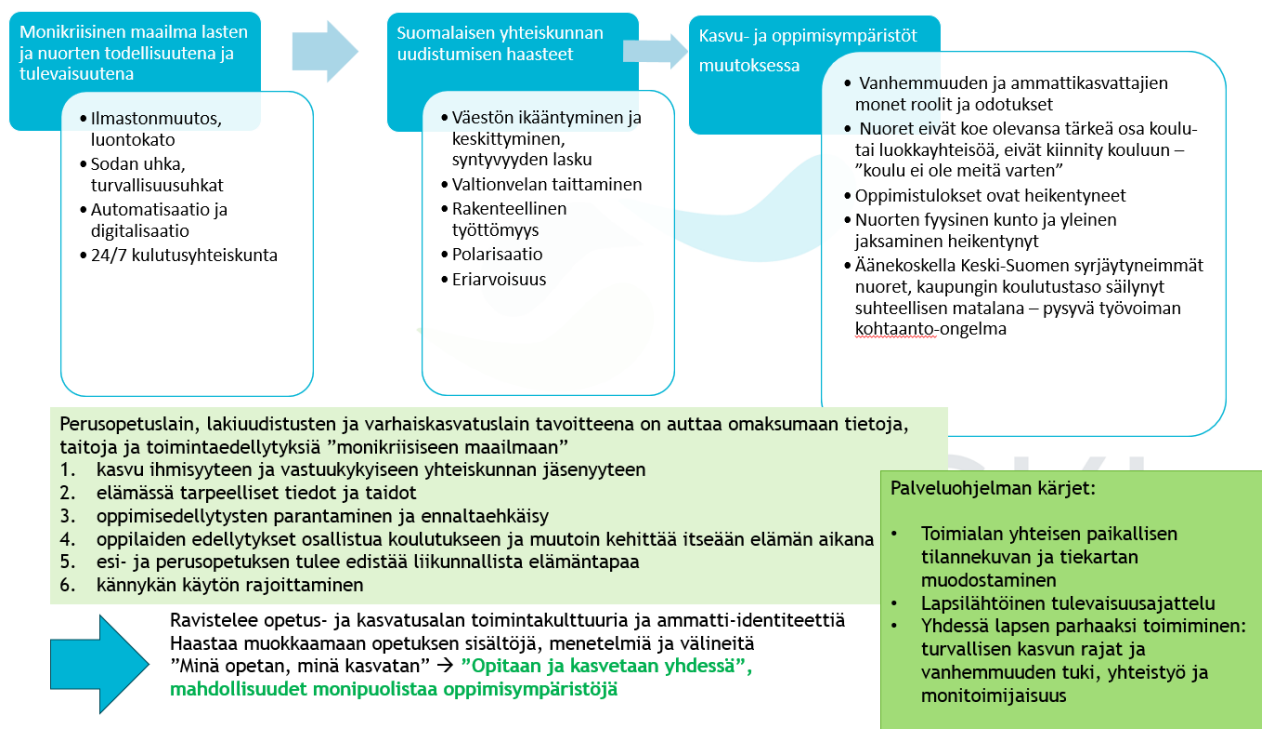 Monikriisinen maailma lasten
ja nuorten todellisuutena ja
tulevaisuutena
• Ilmastonmuutos,
luontokato
• Sodan uhka,
turvallisuusuhkat
• Automatisaatio ja
digitalisaatio
• 24/7 kulutusyhteiskunta
Suomalaisen yhteiskunnan
uudistumisen haasteet
• Väestön ikääntyminen ja
keskittyminen,
syntyvyyden lasku
• Valtionvelan taittaminen
• Rakenteellinen
työttömyys
• Polarisaatio
• Eriarvoisuus
Kasvu- ja oppimisympäristöt
muutoksessa
• Vanhemmuuden ja ammattikasvattajien
monet roolit ja odotukset
• Nuoret eivät koe olevansa tärkeä osa koulu-
tai luokkayhteisöä, eivät kiinnity kouluun –
”koulu ei ole meitä varten”
• Oppimistulokset ovat heikentyneet
• Nuorten fyysinen kunto ja yleinen
jaksaminen heikentynyt
• Äänekoskella Keski-Suomen syrjäytyneimmät
nuoret, kaupungin koulutustaso säilynyt
suhteellisen matalana – pysyvä työvoiman
kohtaanto-ongelma
Perusopetuslain, lakiuudistusten ja varhaiskasvatuslain tavoitteena on auttaa omaksumaan tietoja,
taitoja ja toimintaedellytyksiä ”monikriisiseen maailmaan”
1. kasvu ihmisyyteen ja vastuukykyiseen yhteiskunnan jäsenyyteen
2. elämässä tarpeelliset tiedot ja taidot
3. oppimisedellytysten parantaminen ja ennaltaehkäisy
4. oppilaiden edellytykset osallistua koulutukseen ja muutoin kehittää itseään elämän aikana
5. esi- ja perusopetuksen tulee edistää liikunnallista elämäntapaa
6. kännykän käytön rajoittaminen
Ravistelee opetus- ja kasvatusalan toimintakulttuuria ja ammatti-identiteettiä
Haastaa muokkaamaan opetuksen sisältöjä, menetelmiä ja välineitä
”Minä opetan, minä kasvatan” → ”Opitaan ja kasvetaan yhdessä”,
mahdollisuudet monipuolistaa oppimisympäristöjä
Palveluohjelman kärjet:
• Toimialan yhteisen paikallisen
tilannekuvan ja tiekartan
muodostaminen
• Lapsilähtöinen tulevaisuusajattelu
• Yhdessä lapsen parhaaksi toimiminen:
turvallisen kasvun rajat ja
vanhemmuuden tuki, yhteistyö ja
monitoimijaisuus